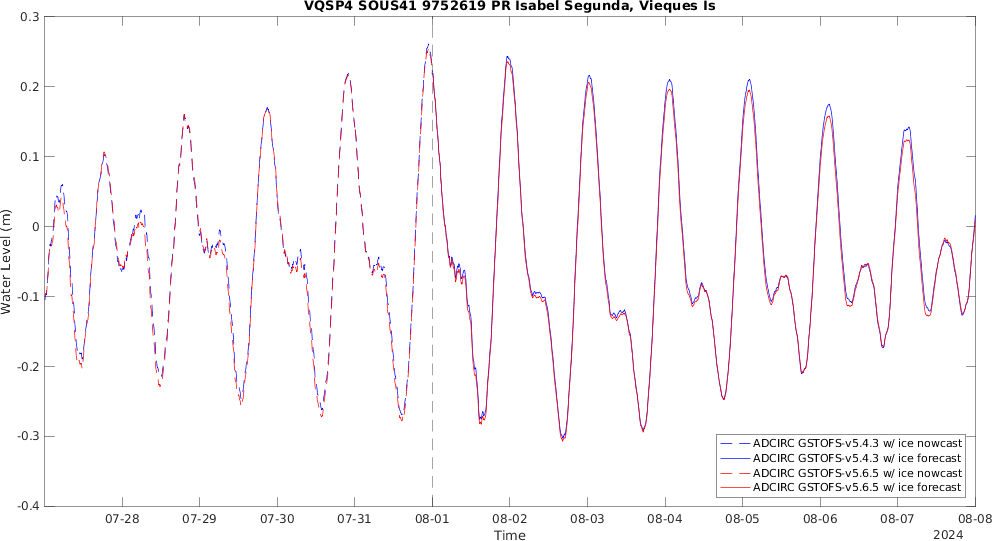 VQSP4 SOUS41 9752619 PR Isabel Segunda, Vieques Is
0.3
0.2
0.1
0
-0.1
-0.2
-0.3
-0.4
Water Level (m)
07-28 07-29 07-30 07-31 08-01 08-02 08-03 08-04 08-05 08-06 08-07 08-08
Time
2024
ADCIRC GSTOFS-v5.4.3 w/ ice nowcast
ADCIRC GSTOFS-v5.4.3 w/ ice forecast
ADCIRC GSTOFS-v5.6.5 w/ ice nowcast
ADCIRC GSTOFS-v5.6.5 w/ ice forecast